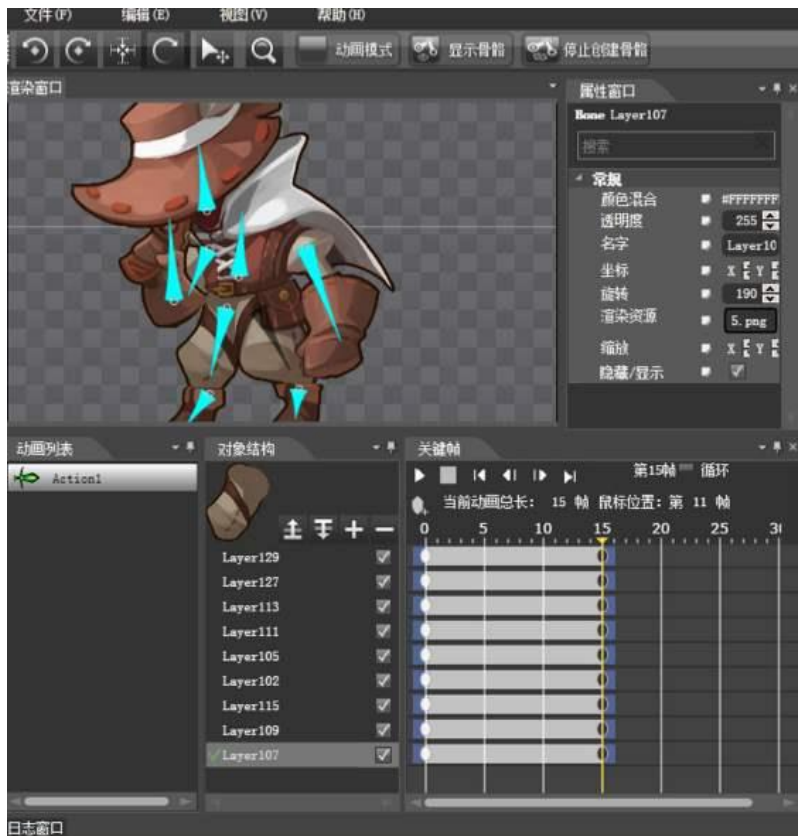 文件(F) 编辑(E) 视图(V) 帮助(H)
动画模式 显示骨骼 停止创建骨骼
渲染窗口
属性窗口
Bone Layer107
搜索
常规
颜色混合 #FFFFFFF
透明度 255
名字 Layer10
坐标 X Y
旋转 190
渲染资源 5.png
缩放 X Y
隐藏/显示
动画列表
Action1
对象结构
Layer129
Layer127
Layer113
Layer111
Layer105
Layer102
Layer115
Layer109
Layer107
关键帧
第15帧 循环
当前动画总长: 15 帧 鼠标位置: 第 11 帧
0 5 10 15 20 25 3
日志窗口